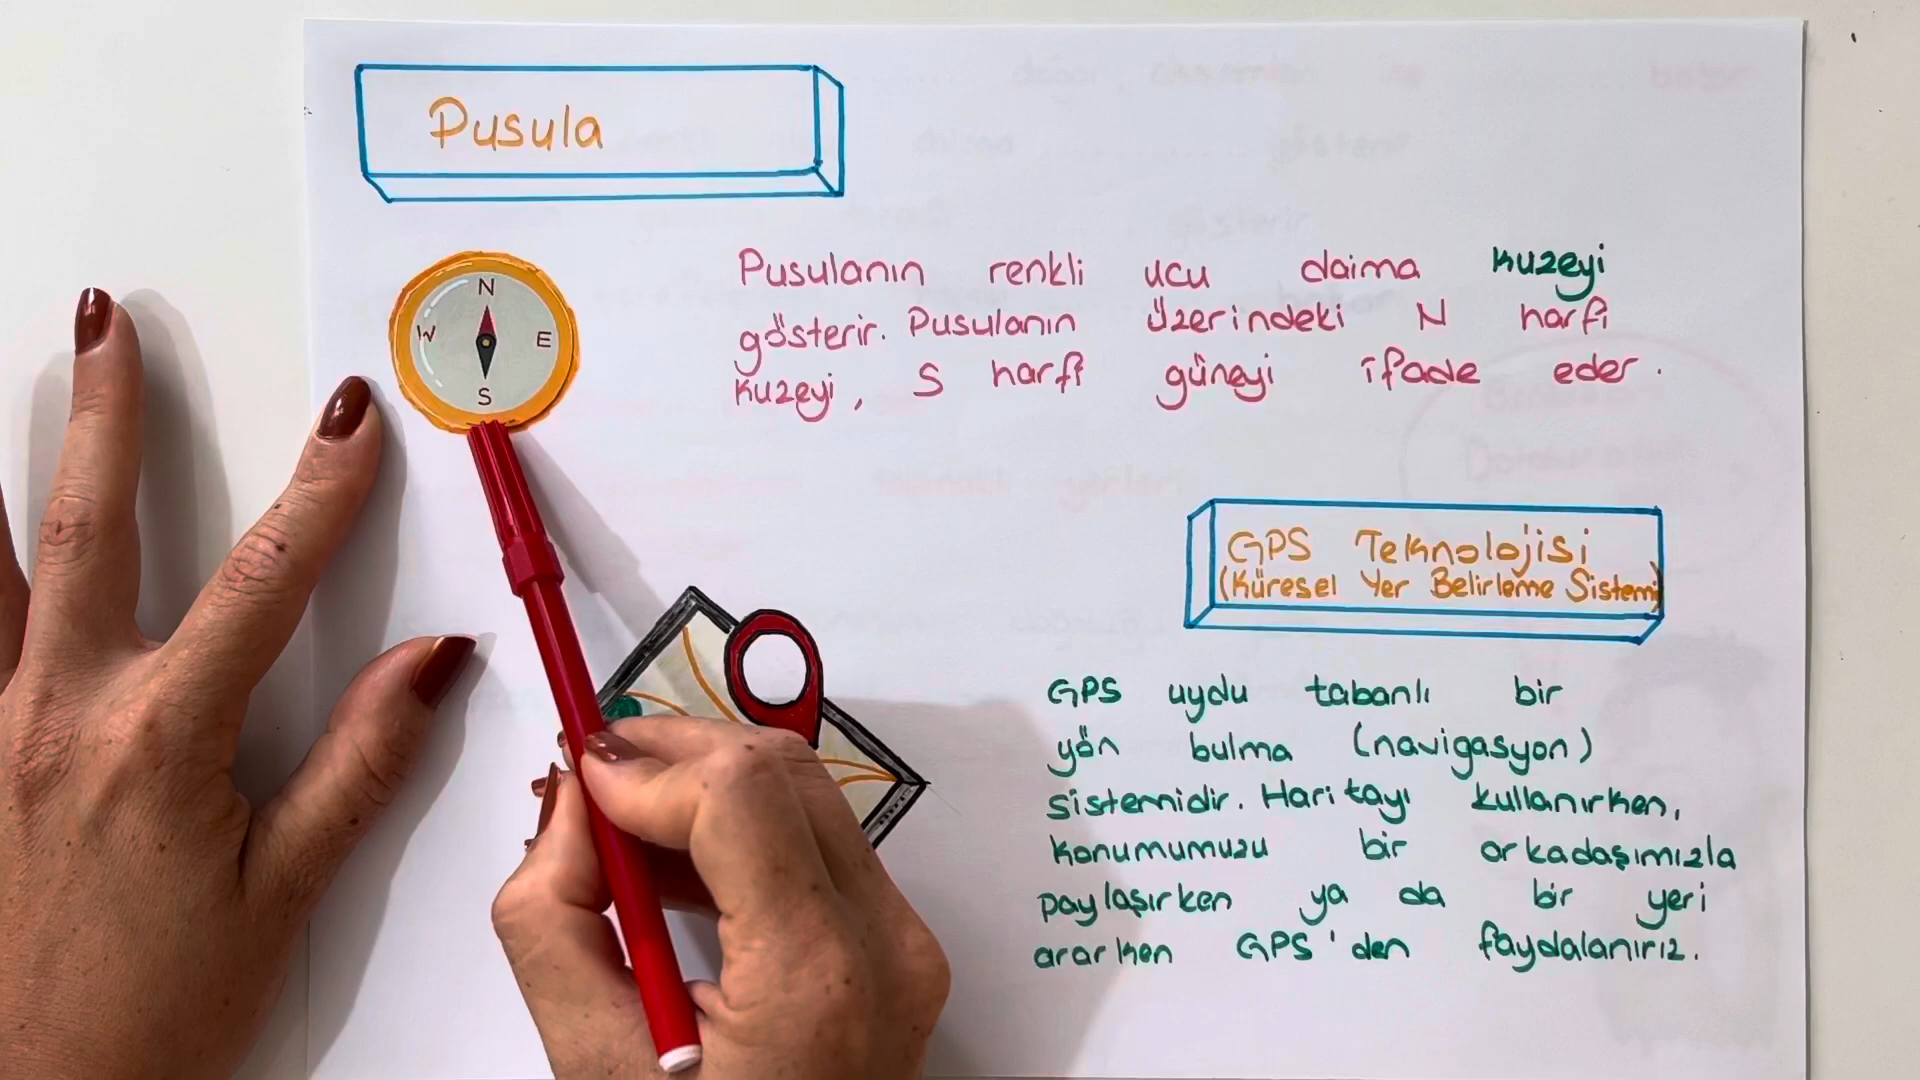 Pusula
N
W
E
S
Pusulanın renkli ucu daima kuzeyi
gösterir. Pusulanın üzerindeki N harfi
kuzeyi, S harfi güneyi ifade eder.
GPS Teknolojisi
(Küresel Yer Belirleme Sistemi)
GPS uydu tabanlı bir
yön bulma (navigasyon)
sistemidir. Haritayı kullanırken,
konumumuzu bir arkadaşımızla
paylaşırken ya da bir yeri
ararken GPS'den faydalanırız.